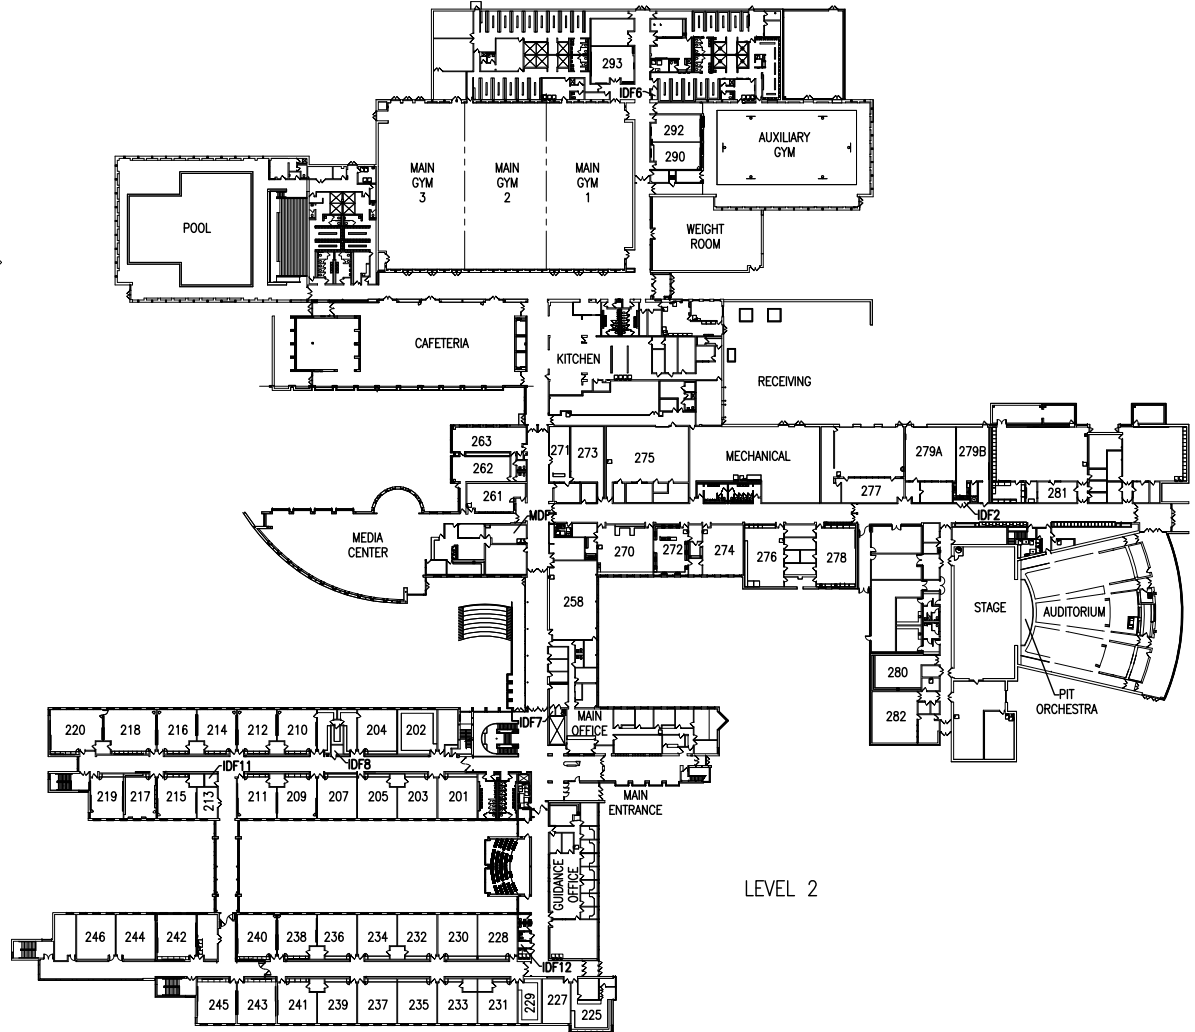 293
IDF6
292
290
AUXILIARY
GYM
MAIN
GYM
3
MAIN
GYM
2
MAIN
GYM
1
POOL
WEIGHT
ROOM
CAFETERIA
KITCHEN
RECEIVING
263
262
261
271
273
275
MECHANICAL
277
279A
279B
281
IDF2
MDF
MEDIA
CENTER
270
272
274
276
278
258
STAGE
AUDITORIUM
280
282
PIT
ORCHESTRA
220
218
216
214
212
210
204
202
IDF7
MAIN
OFFICE
IDF8
IDF11
219
217
215
213
211
209
207
205
203
201
MAIN
ENTRANCE
GUIDANCE
OFFICE
LEVEL 2
246
244
242
240
238
236
234
232
230
228
IDF12
245
243
241
239
237
235
233
231
229
227
225